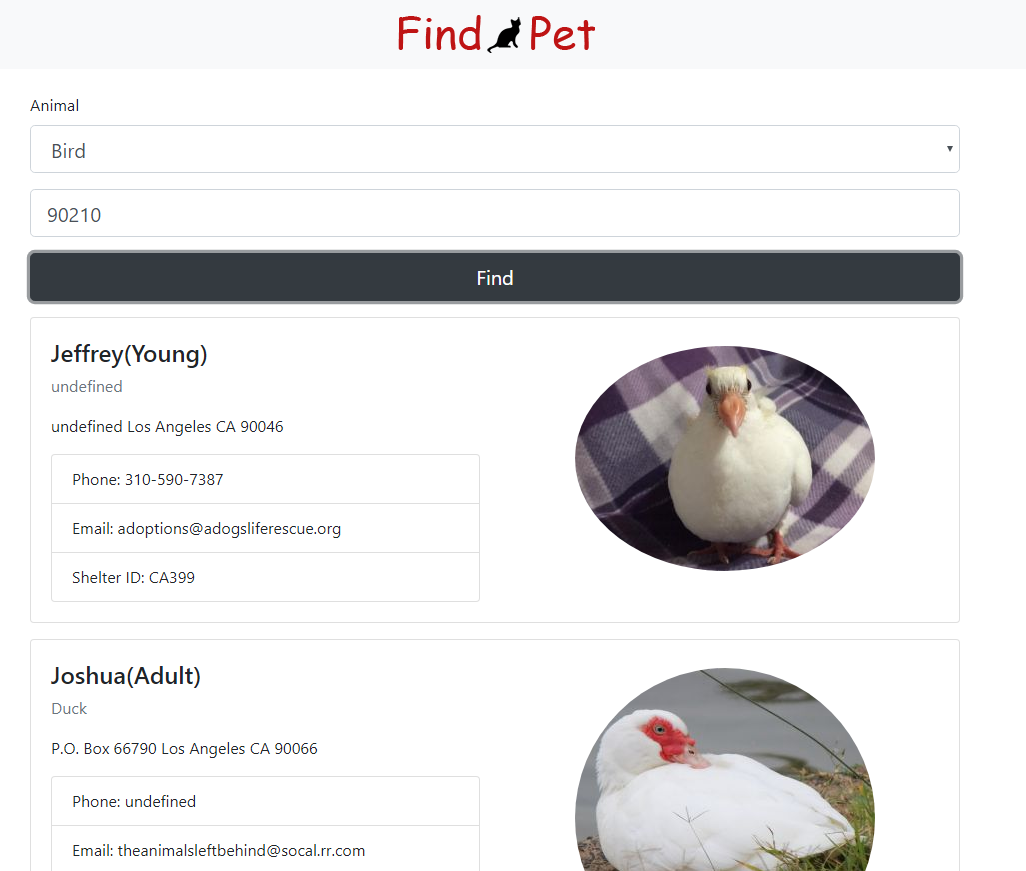 Find Pet
Animal
Bird
90210
Find
Jeffrey(Young)
undefined
undefined Los Angeles CA 90046
Phone: 310-590-7387
Email: adoptions@adogsliferescue.org
Shelter ID: CA399
Joshua(Adult)
Duck
P.O. Box 66790 Los Angeles CA 90066
Phone: undefined
Email: theanimalsleftbehind@socal.rr.com